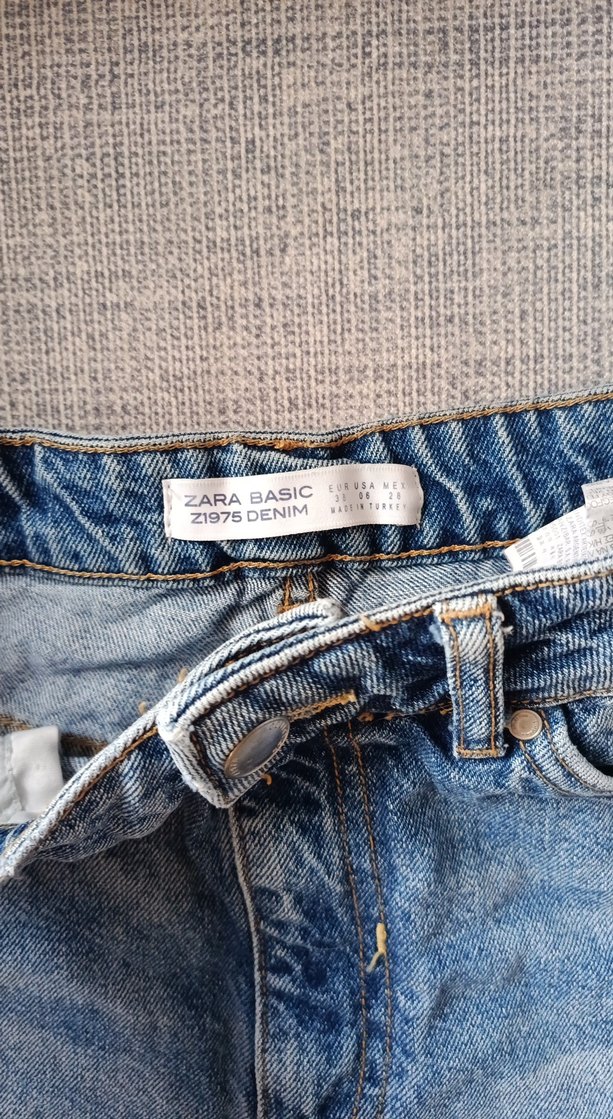 ZARA BASIC
Z1975 DENIM
EUR USA MEX
38 06 28
MADE IN TURKEY